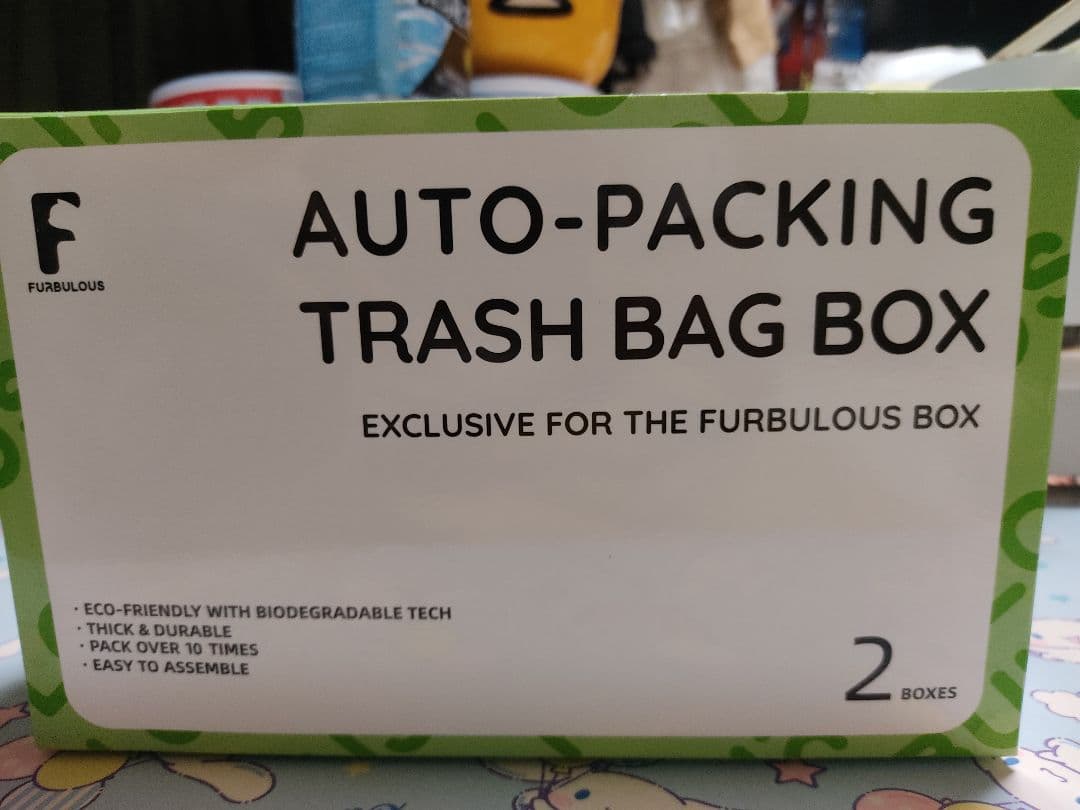 FURBULOUS
AUTO-PACKING
TRASH BAG BOX
EXCLUSIVE FOR THE FURBULOUS BOX
· ECO-FRIENDLY WITH BIODEGRADABLE TECH
· THICK & DURABLE
· PACK OVER 10 TIMES
· EASY TO ASSEMBLE
2 BOXES